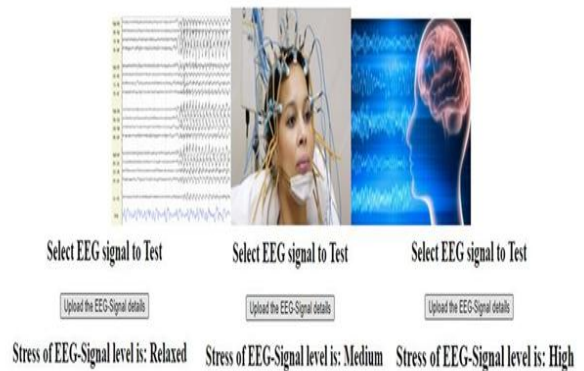 Select EEG signal to Test
Select EEG signal to Test
Select EEG signal to Test
Upload the EEG-Signal details
Upload the EEG-Signal details
Upload the EEG-Signal details
Stress of EEG-Signal level is: Relaxed
Stress of EEG-Signal level is: Medium
Stress of EEG-Signal level is: High